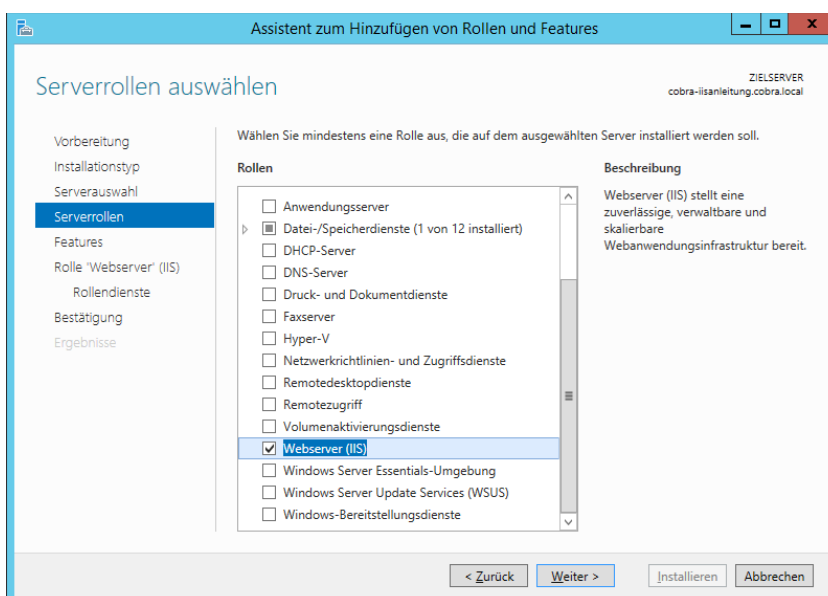 Assistent zum Hinzufügen von Rollen und Features
Serverrollen auswählen
ZIELSERVER
cobra-iisanleitung.cobra.local
Vorbereitung
Installationstyp
Serverauswahl
Serverrollen
Features
Rolle "Webserver" (IIS)
Rollendienste
Bestätigung
Ergebnisse
Wählen Sie mindestens eine Rolle aus, die auf dem ausgewählten Server installiert werden soll.
Rollen
Anwendungsserver
Datei-/Speicherdienste (1 von 12 installiert)
DHCP-Server
DNS-Server
Druck- und Dokumentdienste
Faxserver
Hyper-V
Netzwerkrichtlinien- und Zugriffsdienste
Remotedesktopdienste
Remotezugriff
Volumenaktivierungsdienste
Webserver (IIS)
Windows Server Essentials-Umgebung
Windows Server Update Services (WSUS)
Windows-Bereitstellungsdienste
Beschreibung
Webserver (IIS) stellt eine
zuverlässige, verwaltbare und
skalierbare
Webanwendungsinfrastruktur bereit.
< Zurück
Weiter >
Installieren
Abbrechen